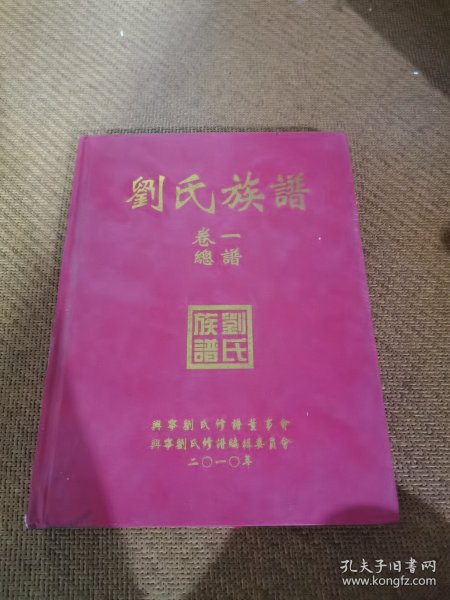 劉氏族譜
卷一
總譜
劉氏
族譜
興寧劉氏修譜董事會
興寧劉氏修譜編輯委員會
二〇一〇年
孔夫子旧书网
www.kongfz.com